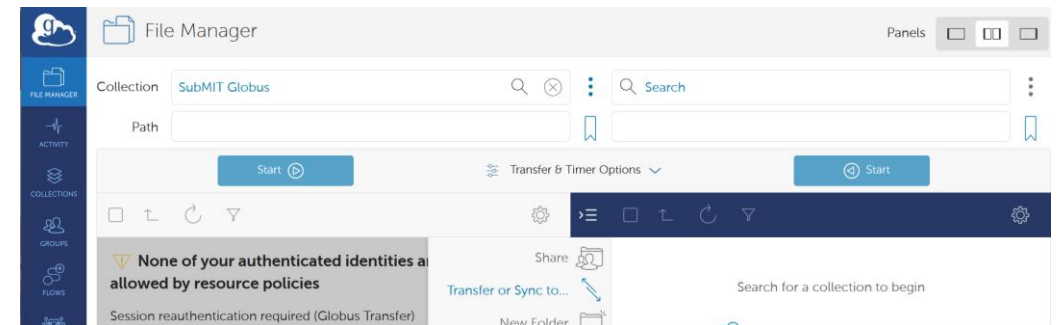 g
File Manager
Panels
FILE MANAGER
Collection
SubMIT Globus
Search
Path
ACTIVITY
Start
Transfer & Timer Options
Start
COLLECTIONS
GROUPS
None of your authenticated identities a
allowed by resource policies
Share
Transfer or Sync to...
Search for a collection to begin
FLOWS
Session reauthentication required (Globus Transfer)
New Folder